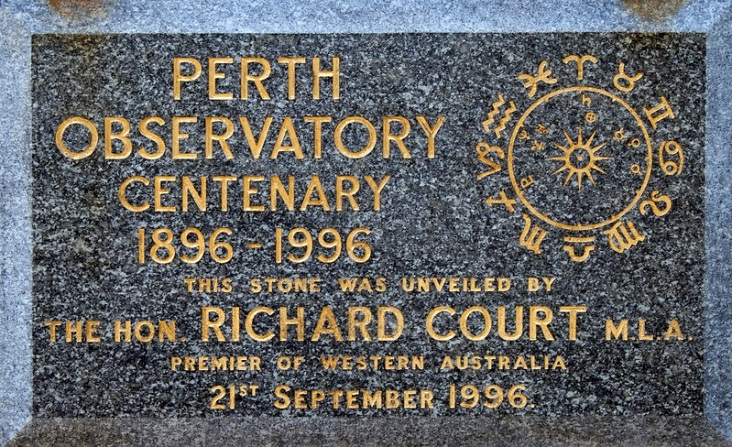 PERTH
OBSERVATORY
CENTENARY
1896 - 1996
THIS STONE WAS UNVEILED BY
THE HON. RICHARD COURT M.L.A.
PREMIER OF WESTERN AUSTRALIA
21ST SEPTEMBER 1996.